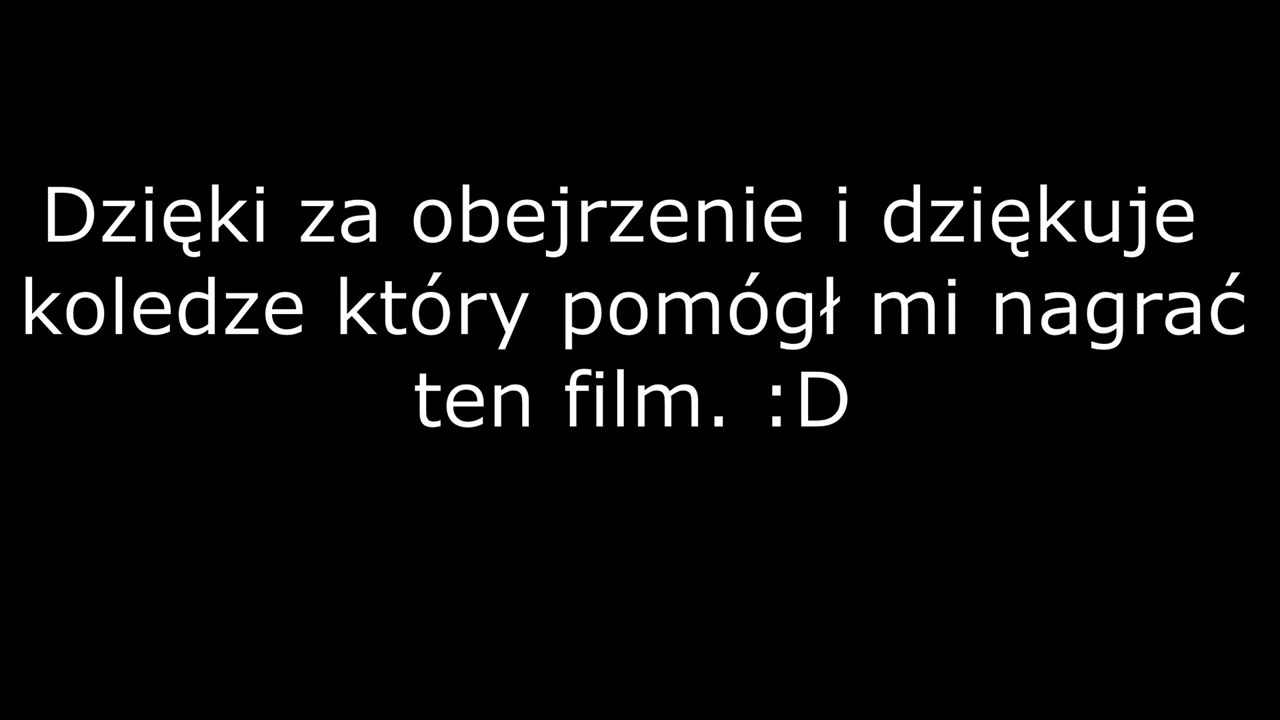 Dzięki za obejrzenie i dziękuje
koledze który pomógł mi nagrać
ten film. :D